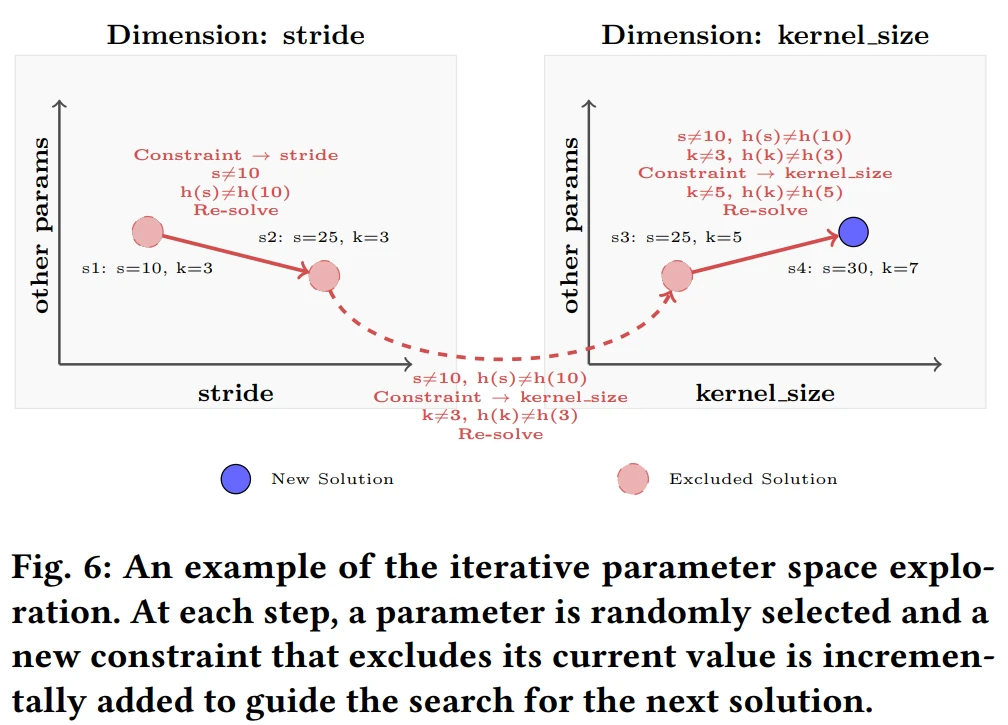 Dimension: stride
Constraint → stride
s≠10
h(s)≠h(10)
Re-solve
s2: s=25, k=3
s1: s=10, k=3
other params
stride
Dimension: kernel_size
s≠10, h(s)≠h(10)
k≠3, h(k)≠h(3)
Constraint → kernel_size
k≠5, h(k)≠h(5)
Re-solve
s3: s=25, k=5
s4: s=30, k=7
other params
kernel_size
s≠10, h(s)≠h(10)
Constraint → kernel_size
k≠3, h(k)≠h(3)
Re-solve
New Solution
Excluded Solution
Fig. 6: An example of the iterative parameter space explo-
ration. At each step, a parameter is randomly selected and a
new constraint that excludes its current value is incremen-
tally added to guide the search for the next solution.